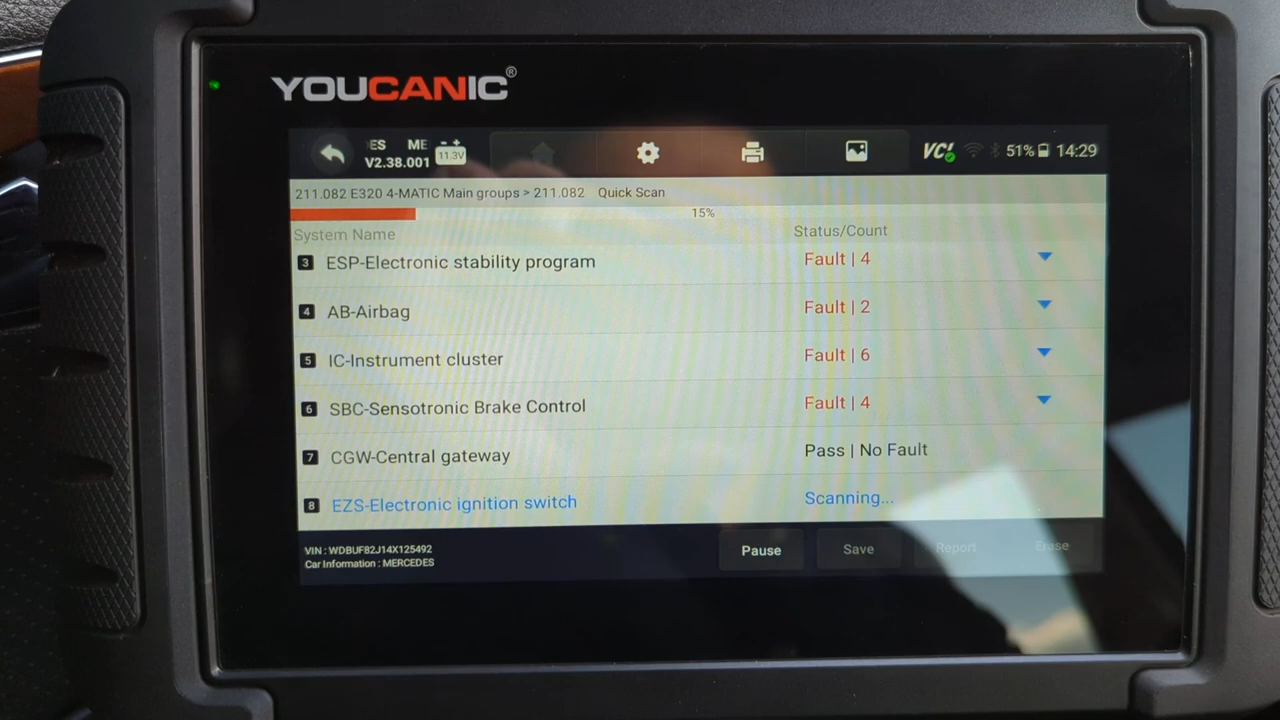 YOUCANIC®
ES ME
V2.38.001
11.3V
VCI
51% 14:29
211.082 E320 4-MATIC Main groups > 211.082 Quick Scan
15%
System Name Status/Count
3 ESP-Electronic stability program Fault | 4
4 AB-Airbag Fault | 2
5 IC-Instrument cluster Fault | 6
6 SBC-Sensotronic Brake Control Fault | 4
7 CGW-Central gateway Pass | No Fault
8 EZS-Electronic ignition switch Scanning...
VIN : WDBUF82J14X125492
Car Information : MERCEDES
Pause Save Report Erase